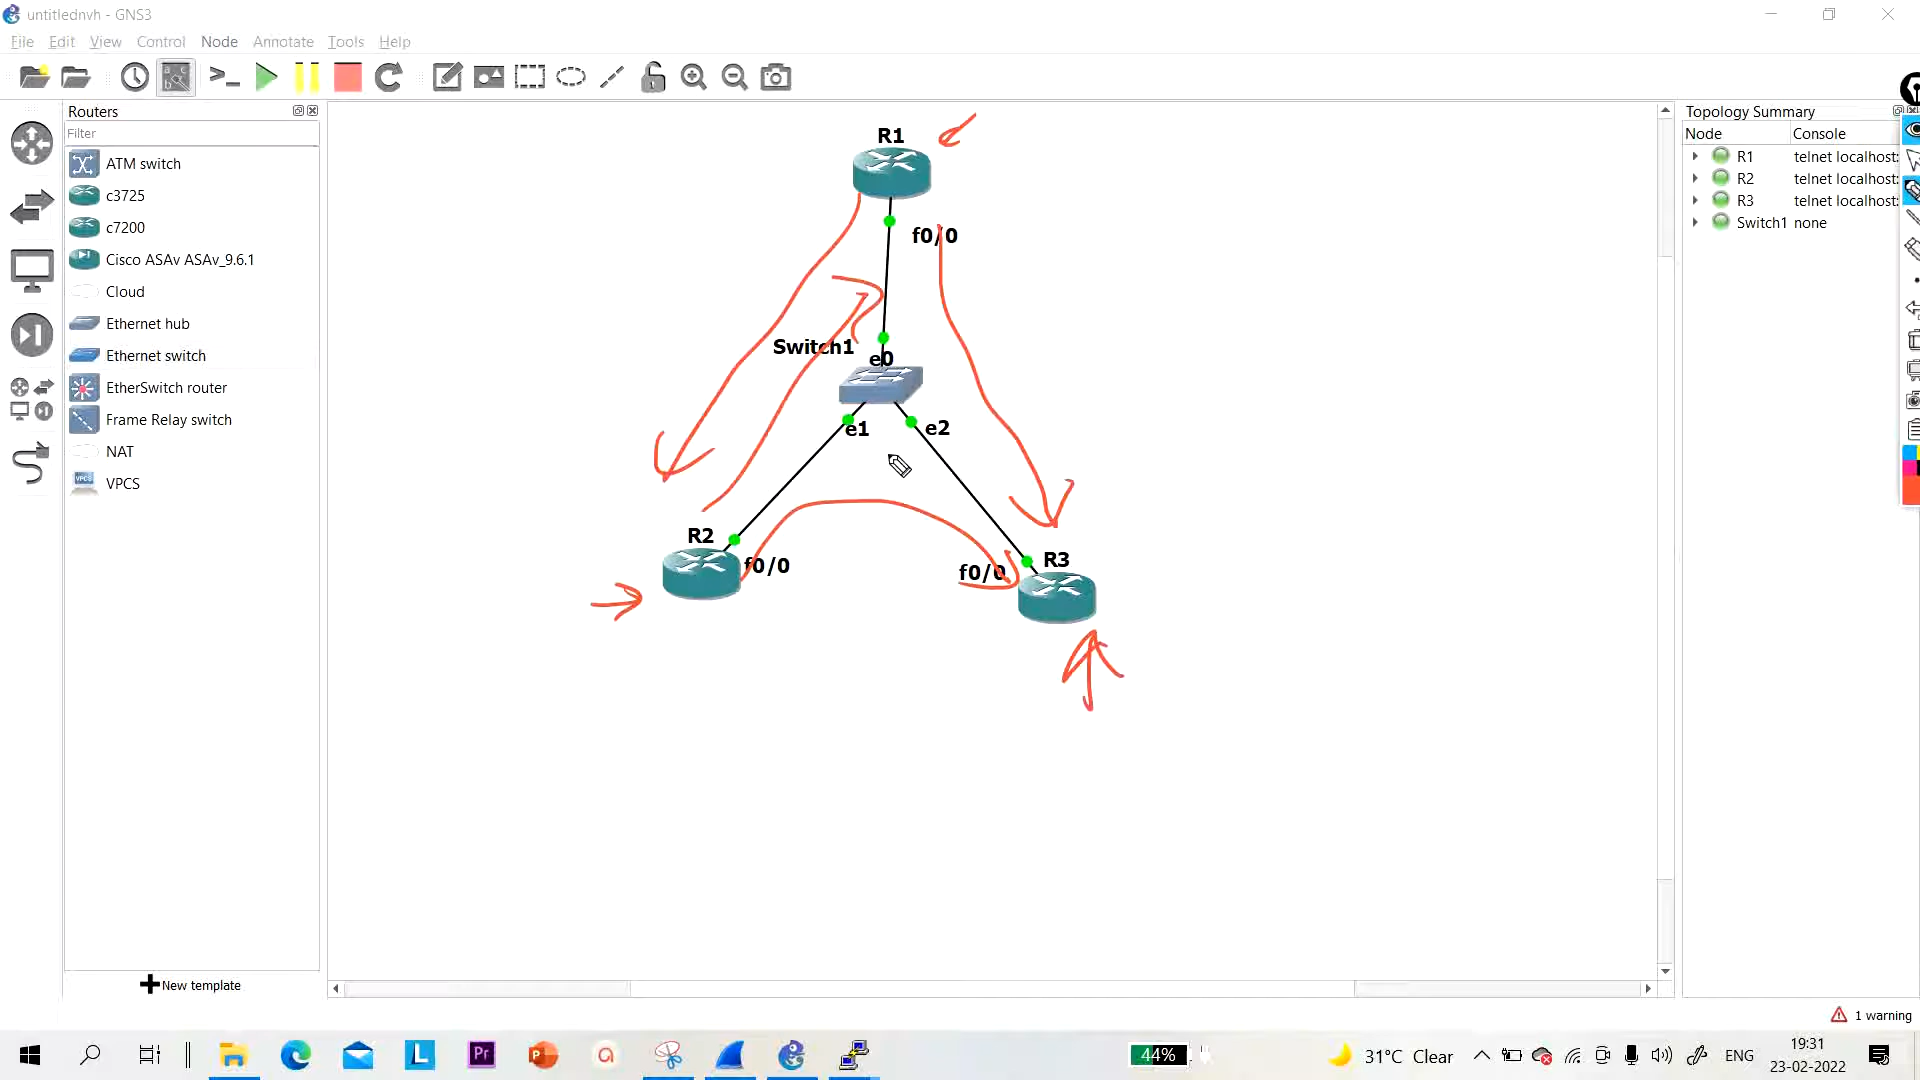 untitlednvh - GNS3
File Edit View Control Node Annotate Tools Help
Routers
Filter
ATM switch
c3725
c7200
Cisco ASAv ASAv_9.6.1
Cloud
Ethernet hub
Ethernet switch
EtherSwitch router
Frame Relay switch
NAT
VPCS
VPCS
New template
R1
f0/0
Switch1
e0
e1
e2
R2
f0/0
f0/0
R3
Topology Summary
Node Console
R1 telnet localhost:
R2 telnet localhost:
R3 telnet localhost:
Switch1 none
1 warning
L
Pr
P
a
44%
31°C Clear
ENG
19:31
23-02-2022